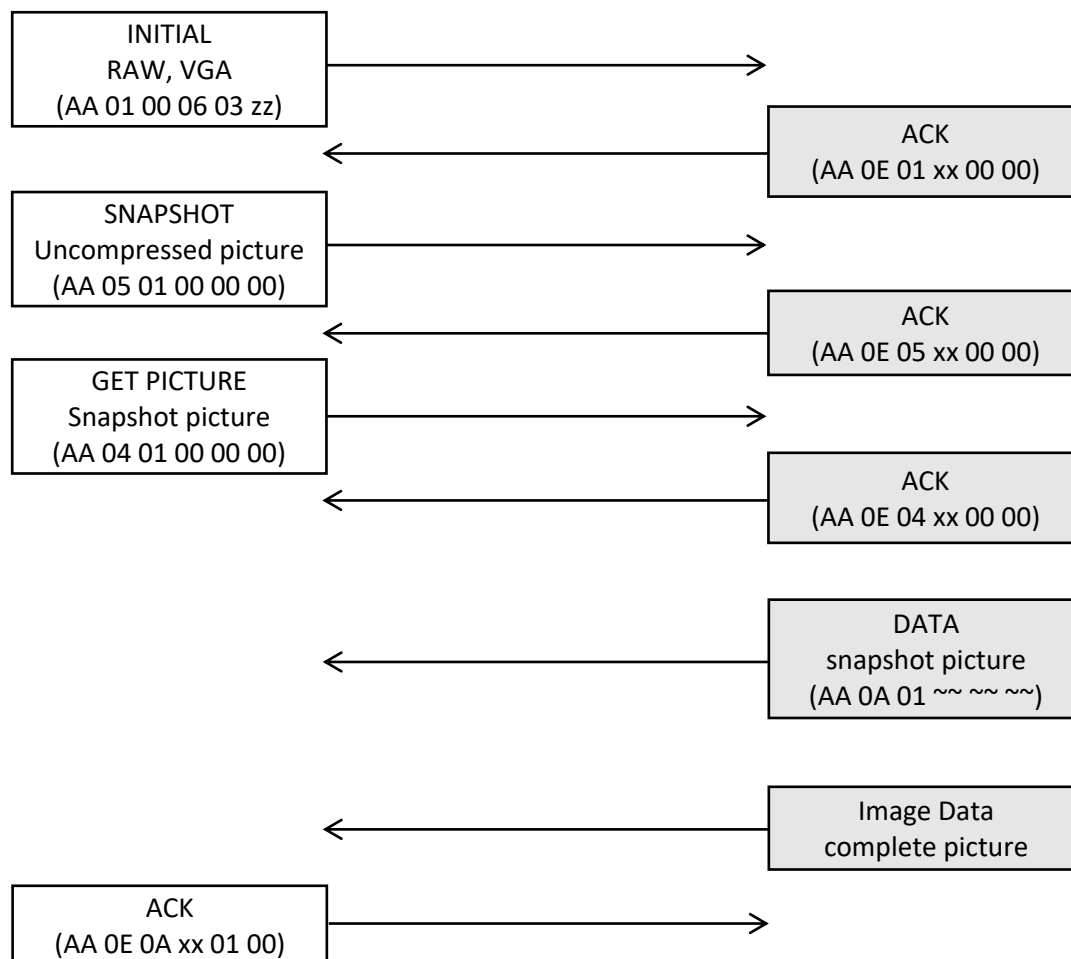 INITIAL
RAW, VGA
(AA 01 00 06 03 zz)
ACK
(AA 0E 01 xx 00 00)
SNAPSHOT
Uncompressed picture
(AA 05 01 00 00 00)
ACK
(AA 0E 05 xx 00 00)
GET PICTURE
Snapshot picture
(AA 04 01 00 00 00)
ACK
(AA 0E 04 xx 00 00)
DATA
snapshot picture
(AA 0A 01 ~~ ~~ ~~)
Image Data
complete picture
ACK
(AA 0E 0A xx 01 00)